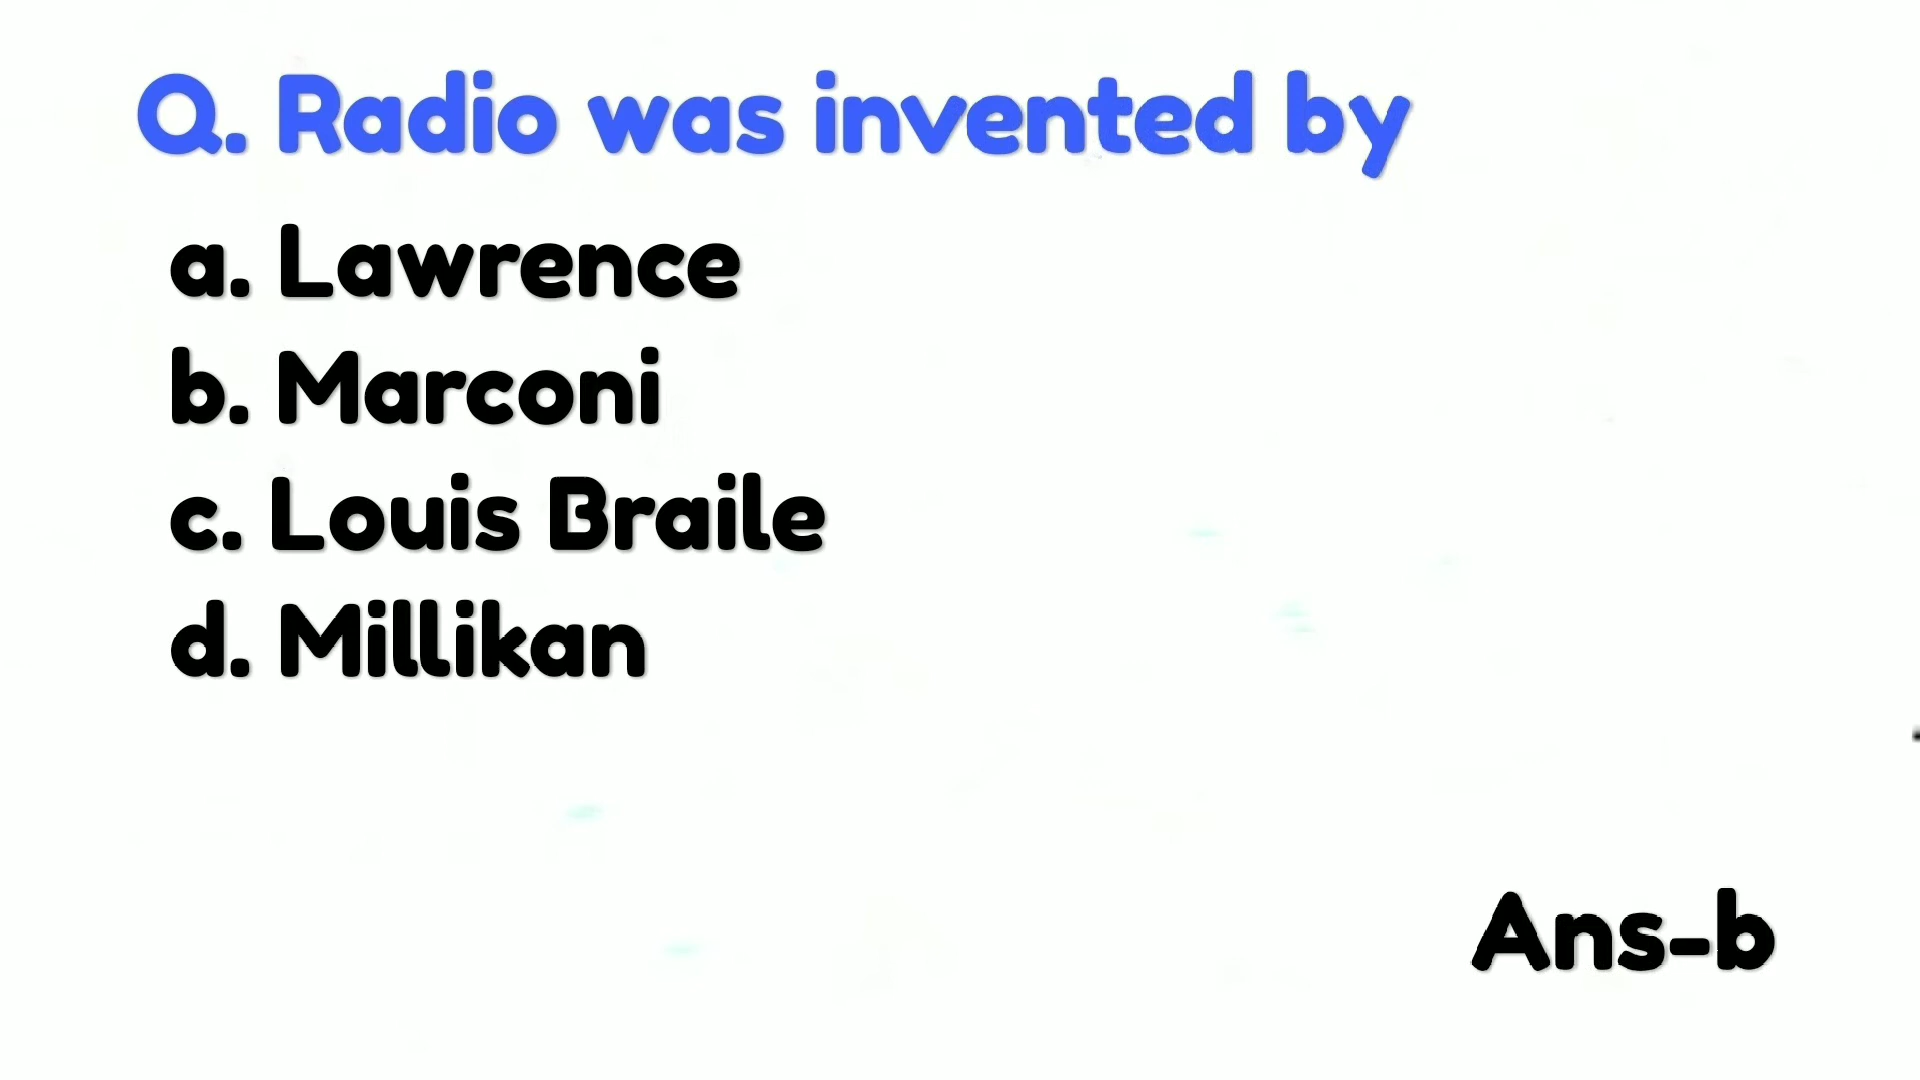 Q. Radio was invented by
a. Lawrence
b. Marconi
c. Louis Braile
d. Millikan
Ans-b